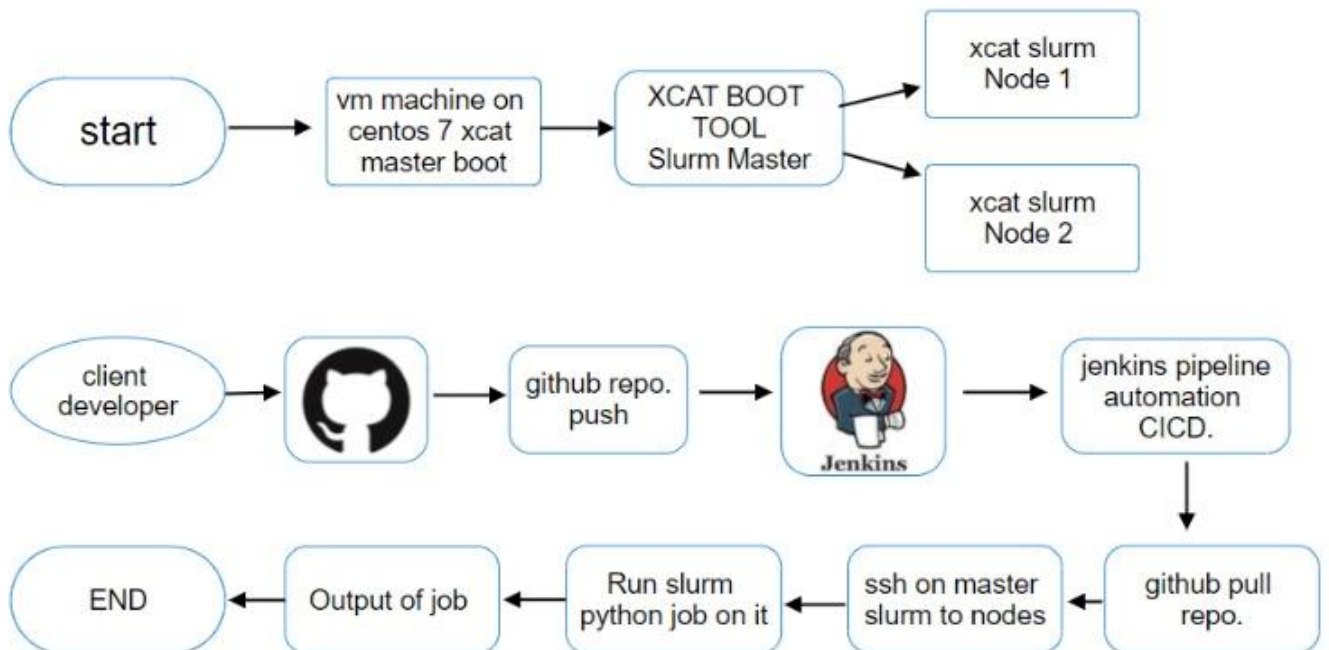 start
vm machine on
centos 7 xcat
master boot
XCAT BOOT
TOOL
Slurm Master
xcat slurm
Node 1
xcat slurm
Node 2
client
developer
github repo.
push
Jenkins
jenkins pipeline
automation
CICD.
github pull
repo.
ssh on master
slurm to nodes
Run slurm
python job on it
Output of job
END